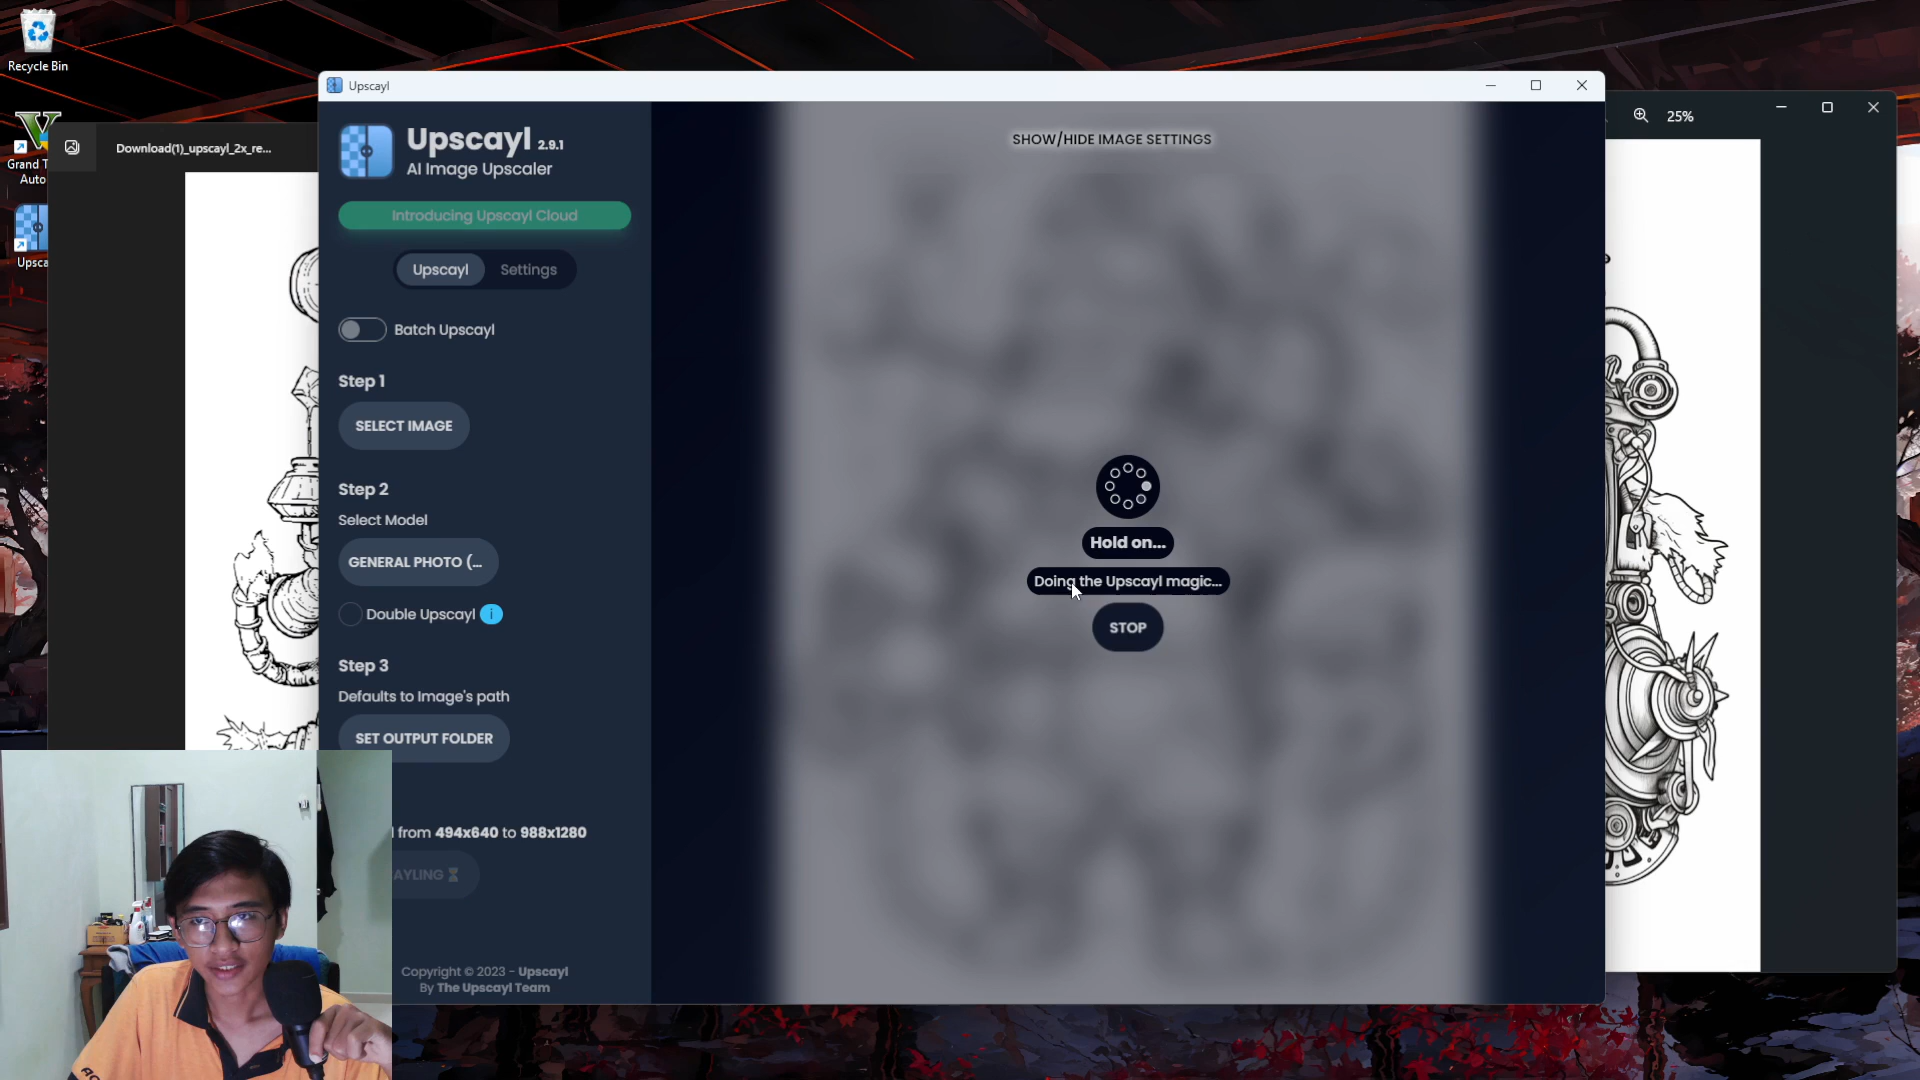 Recycle Bin
Grand T
Auto
Upsca
Download(1)_upscayl_2x_re...
Upscayl
Upscayl 2.9.1
AI Image Upscaler
Introducing Upscayl Cloud
Upscayl Settings
Batch Upscayl
Step 1
SELECT IMAGE
Step 2
Select Model
GENERAL PHOTO (...
Double Upscayl i
Step 3
Defaults to Image's path
SET OUTPUT FOLDER
from 494x640 to 988x1280
AYLING
Copyright © 2023 - Upscayl
By The Upscayl Team
SHOW/HIDE IMAGE SETTINGS
Hold on...
Doing the Upscayl magic...
STOP
25%